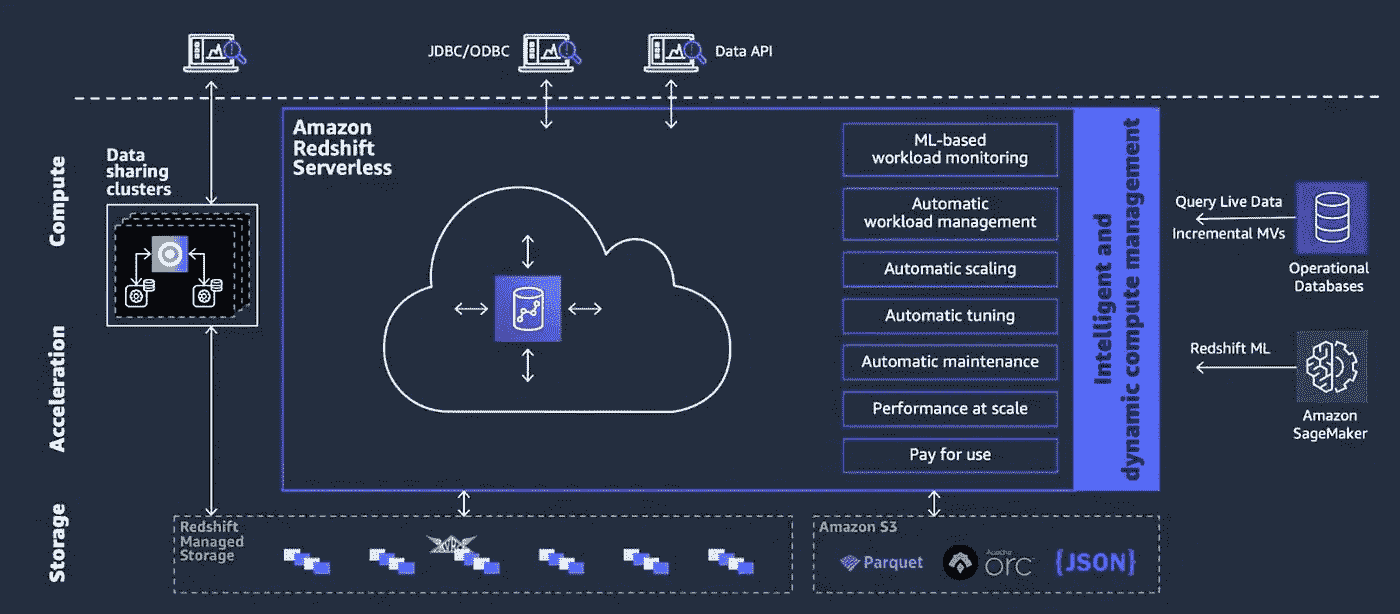 JDBC/ODBC
Data API
Compute
Acceleration
Storage
Data
sharing
clusters
Amazon
Redshift
Serverless
ML-based
workload monitoring
Automatic
workload management
Automatic scaling
Automatic tuning
Automatic maintenance
Performance at scale
Pay for use
Intelligent and
dynamic compute management
Query Live Data
Incremental MVs
Operational
Databases
Redshift ML
Amazon
SageMaker
Redshift
Managed
Storage
Amazon S3
Parquet
Apache
orc
{JSON}